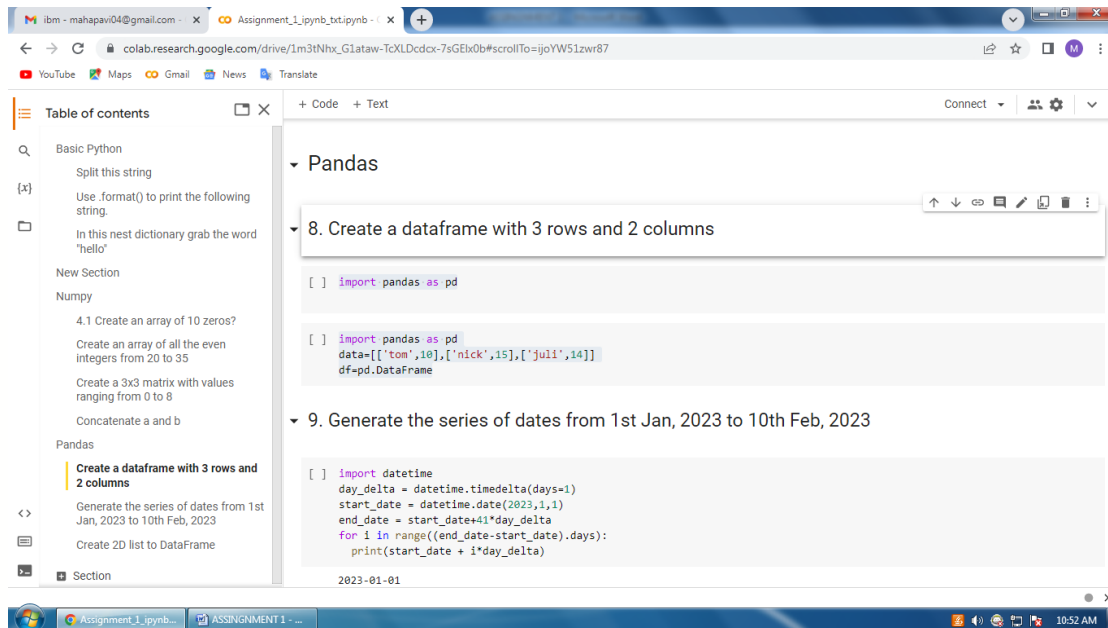 ibm - mahapavi04@gmail.com -
Assignment_1_ipynb_txt.ipynb -
colab.research.google.com/drive/1m3tNhx_G1ataw-TcXLDcdcx-7sGElx0b#scrollTo=ijoYW51zwr87
M
YouTube Maps Gmail News Translate
Table of contents
Basic Python
Split this string
Use .format() to print the following
string.
In this nest dictionary grab the word
"hello"
New Section
Numpy
4.1 Create an array of 10 zeros?
Create an array of all the even
integers from 20 to 35
Create a 3x3 matrix with values
ranging from 0 to 8
Concatenate a and b
Pandas
Create a dataframe with 3 rows and
2 columns
Generate the series of dates from 1st
Jan, 2023 to 10th Feb, 2023
Create 2D list to DataFrame
Section
+ Code + Text
Connect
Pandas
8. Create a dataframe with 3 rows and 2 columns
[ ] import pandas as pd
[ ] import pandas as pd
data=[['tom',10],['nick',15],['juli',14]]
df=pd.DataFrame
9. Generate the series of dates from 1st Jan, 2023 to 10th Feb, 2023
[ ] import datetime
day_delta = datetime.timedelta(days=1)
start_date = datetime.date(2023,1,1)
end_date = start_date+41*day_delta
for i in range((end_date-start_date).days):
print(start_date + i*day_delta)
2023-01-01
Assignment_1_ipynb...
ASSINGNMENT 1 - ...
10:52 AM